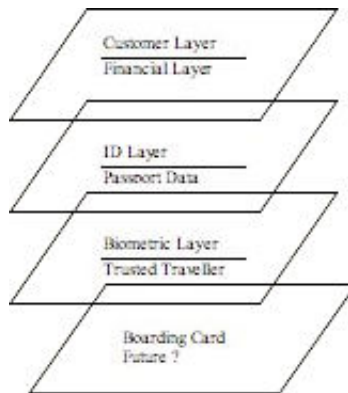 Customer Layer
Financial Layer
ID Layer
Passport Data
Biometric Layer
Trusted Traveller
Boarding Card
Future ?